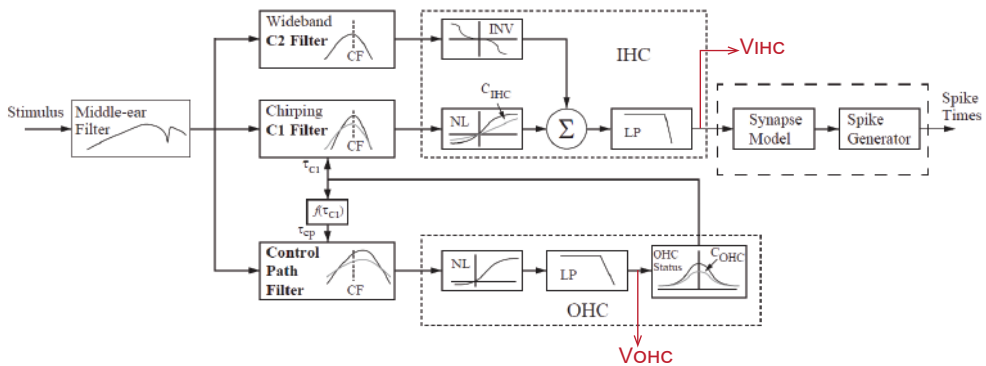 Wideband
C2 Filter
CF
INV
IHC
VIHC
Stimulus
Middle-ear
Filter
Chirping
C1 Filter
CF
CIHC
NL
Σ
LP
Synapse
Model
Spike
Generator
Spike
Times
τC1
f(τC1)
τcp
Control
Path
Filter
CF
NL
LP
OHC
Status
COHC
OHC
VOHC